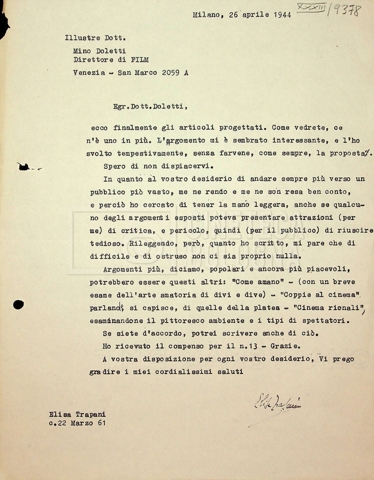 Milano, 26 aprile 1944
XXXIII/9378
Illustre Dott.
Mino Doletti
Direttore di FILM
Venezia - San Marco 2059 A
Egr.Dott.Doletti,
ecco finalmente gli articoli progettati. Come vedrete, ce
n'è uno in più. L'argomento mi è sembrato interessante, e l'ho
svolto tempestivamente, senza farvene, come sempre, la proposta.
Spero di non dispiacervi.
In quanto al vostro desiderio di andare sempre più verso un
pubblico più vasto, me ne rendo e me ne son resa ben conto,
e perciò ho cercato di tener la mano leggera, anche se qualcu-
no degli argomenti esposti poteva presentare attrazioni (per
me) di critica, e pericolo, quindi (per il pubblico) di riuscire
tedioso. Rileggendo, però, quanto ho scritto, mi pare che di
difficile e di ostruso non ci sia proprio nulla.
Argomenti più, diciamo, popolari e ancora più piacevoli,
potrebbero essere questi altri: "Come amano" - (con un breve
esame dell'arte amatoria di divi e dive) - "Coppie al cinema"
parlando, si capisce, di quelle della platea - "Cinema rionali",
esaminandone il pittoresco ambiente e i tipi di spettatori.
Se siete d'accordo, potrei scrivere anche di ciò.
Ho ricevuto il compenso per il n.13 - Grazie.
A vostra disposizione per ogni vostro desiderio, Vi prego
gradire i miei cordialissimi saluti
Elisa Trapani
Elisa Trapani
c.22 Marzo 61